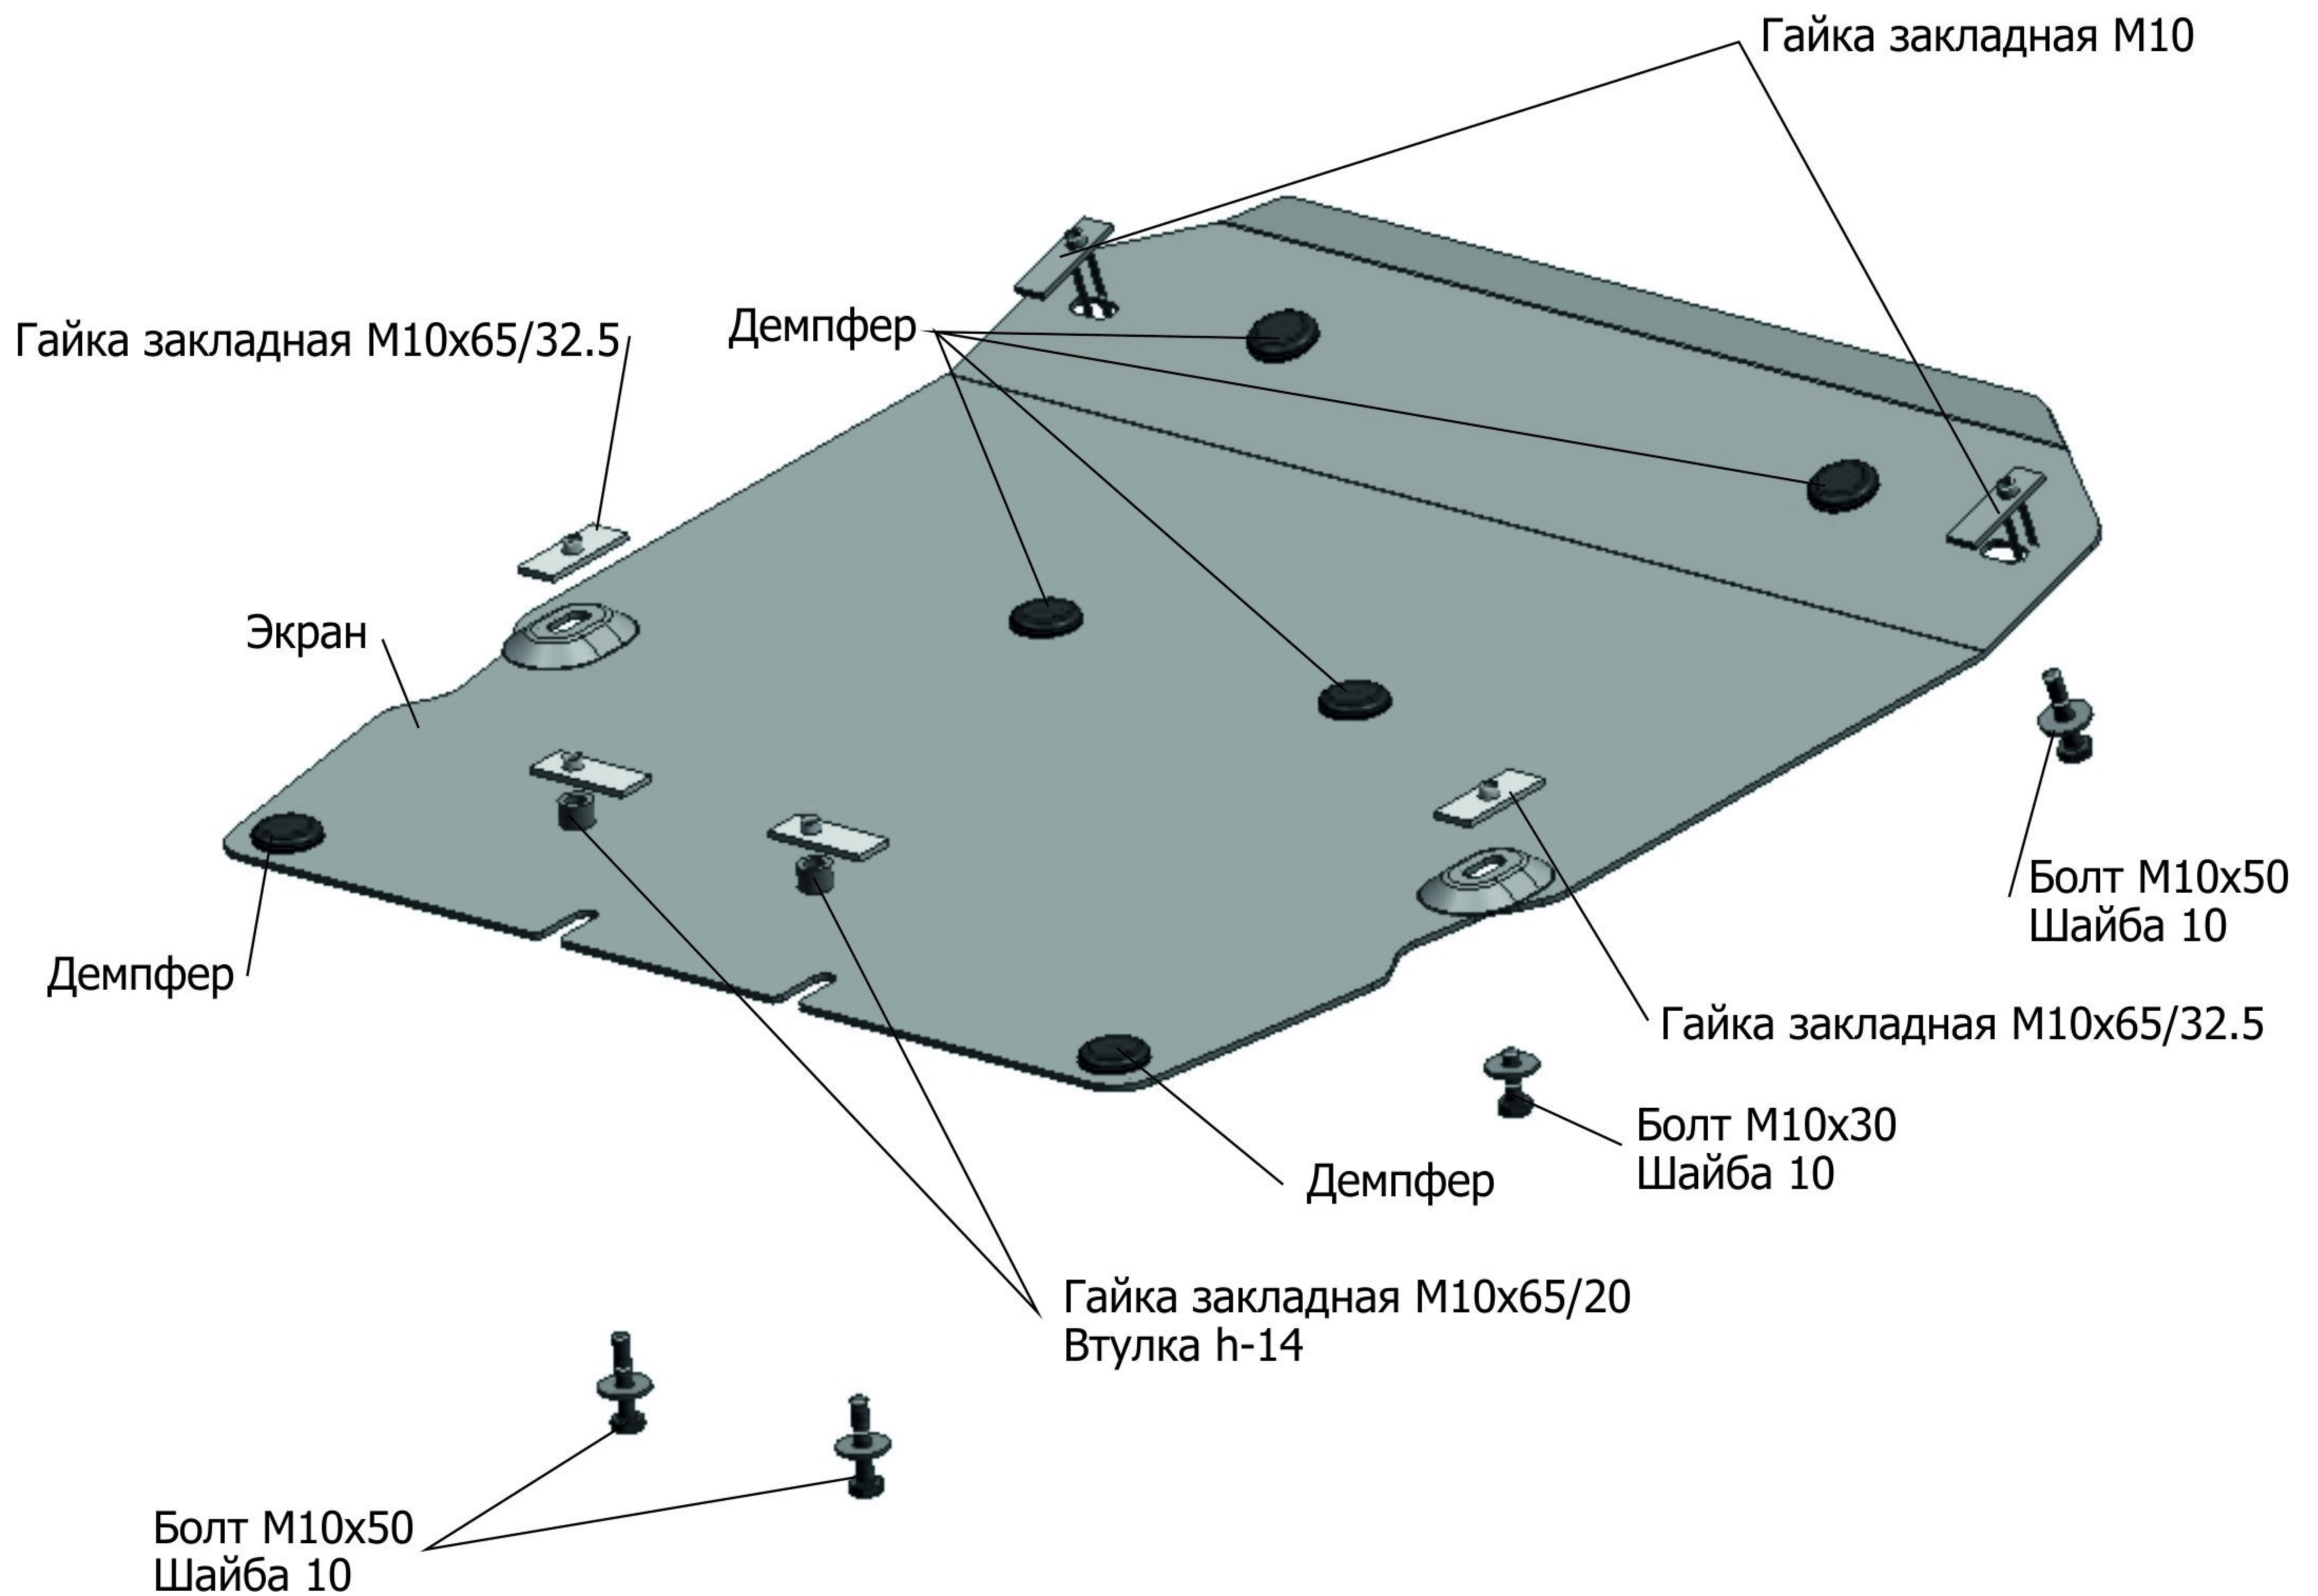 Гайка закладная М10
Гайка закладная М10х65/32.5
Демпфер
Экран
Болт М10х50
Шайба 10
Демпфер
Гайка закладная М10х65/32.5
Болт М10х30
Шайба 10
Демпфер
Гайка закладная М10х65/20
Втулка h-14
Болт М10х50
Шайба 10